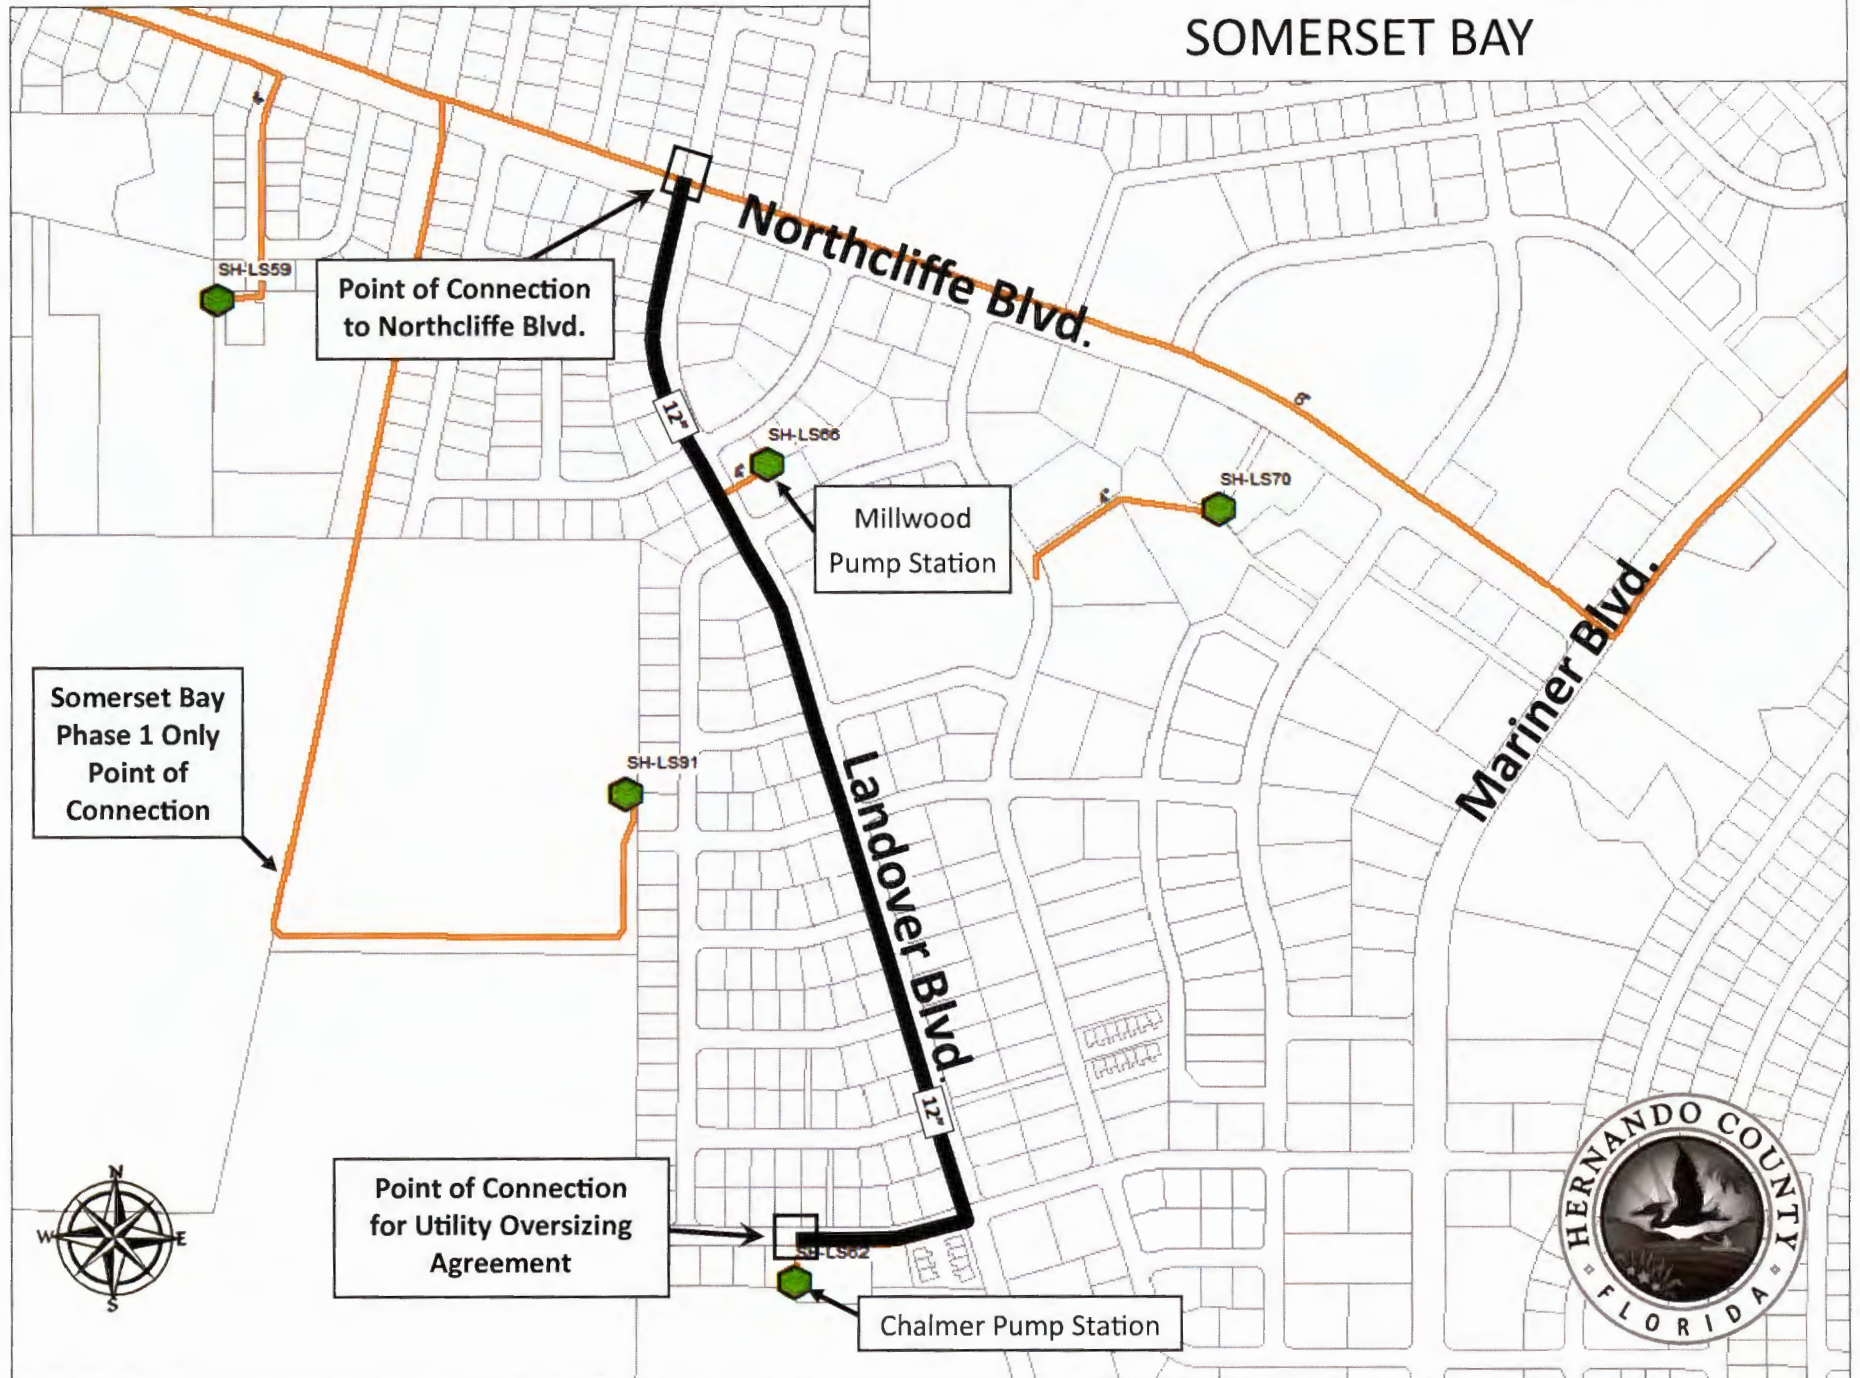 SOMERSET BAY
4"
SH-LS59
Point of Connection
to Northcliffe Blvd.
Northcliffe Blvd.
12"
SH-LS66
Millwood
Pump Station
SH-LS70
Mariner Blvd.
Somerset Bay
Phase 1 Only
Point of
Connection
SH-LS91
Landover Blvd.
12"
Point of Connection
for Utility Oversizing
Agreement
SH-LS62
Chalmer Pump Station
N
W
E
S
HERNANDO COUNTY
FLORIDA